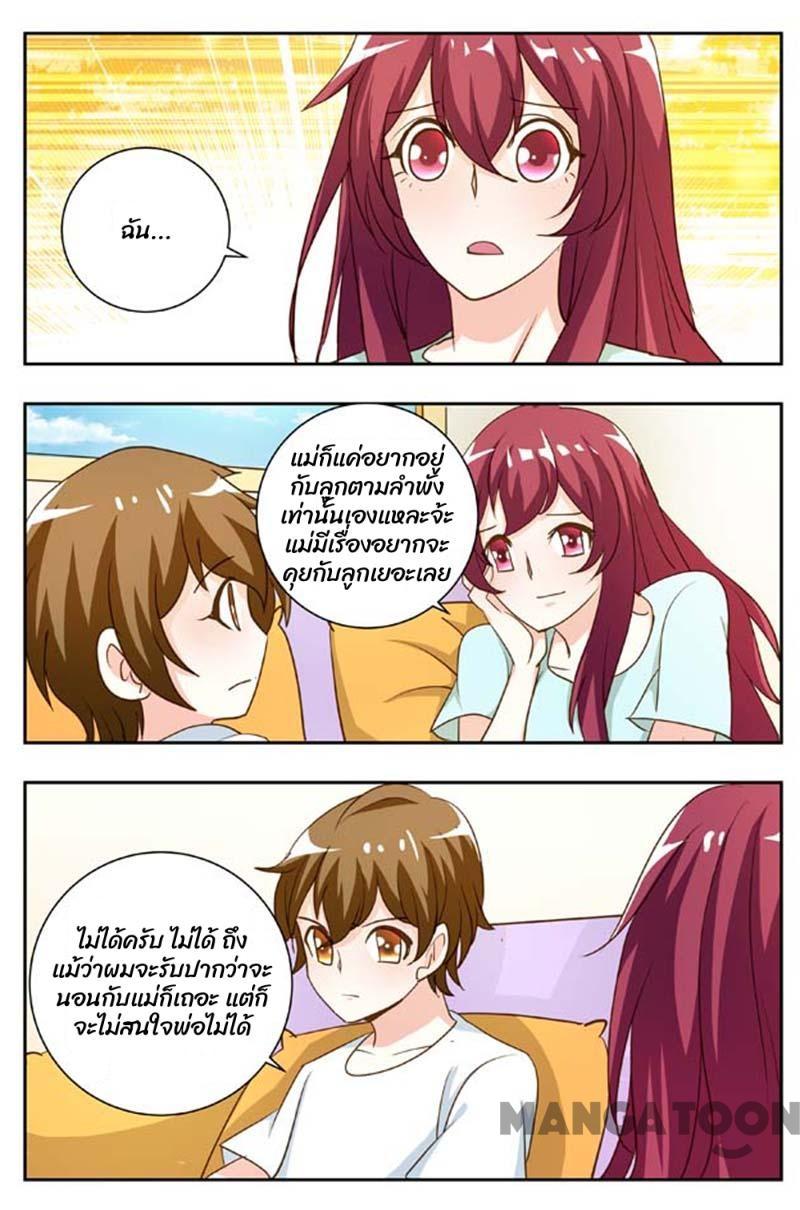 ฉัน...
แม่ก็แค่อยากอยู่
กับลูกตามลำพัง
เท่านั้นเองแหละจ้ะ
แม่มีเรื่องอยากจะ
คุยกับลูกเยอะเลย
ไม่ได้ครับ ไม่ได้ ถึง
แม้ว่าผมจะรับปากว่าจะ
นอนกับแม่ก็เถอะ แต่ก็
จะไม่สนใจพ่อไม่ได้
MANGATOON